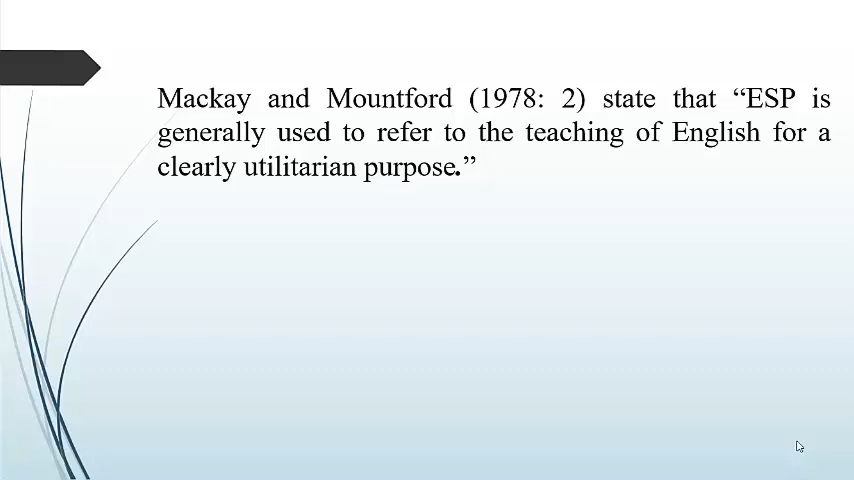 Mackay and Mountford (1978: 2) state that “ESP is
generally used to refer to the teaching of English for a
clearly utilitarian purpose.”